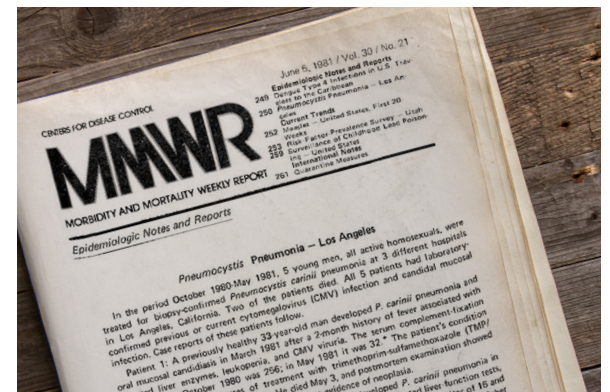 June 5, 1981 / Vol. 30 / No. 21
CENTERS FOR DISEASE CONTROL
MMWR
MORBIDITY AND MORTALITY WEEKLY REPORT
Epidemiologic Notes and Reports
249 Dengue Type 4 Infections in U.S. Trav-
elers to the Caribbean
250 Pneumocystis Pneumonia – Los An-
geles
Current Trends
252 Measles – United States, First 20
Weeks
253 Risk Factor Prevalence Survey – Utah
259 Surveillance of Childhood Lead Poison-
ing – United States
International Notes
261 Quarantine Measures
Epidemiologic Notes and Reports
Pneumocystis Pneumonia – Los Angeles
In the period October 1980-May 1981, 5 young men, all active homosexuals, were
treated for biopsy-confirmed Pneumocystis carinii pneumonia at 3 different hospitals
in Los Angeles, California. Two of the patients died. All 5 patients had laboratory-
confirmed previous or current cytomegalovirus (CMV) infection and candidal mucosal
infection. Case reports of these patients follow.
Patient 1: A previously healthy 33-year-old man developed P. carinii pneumonia and
oral mucosal candidiasis in March 1981 after a 2-month history of fever associated with
liver enzymes, leukopenia, and CMV viruria. The serum complement-fixation
October 1980 was 256; in May 1981 it was 32.* The patient's condition
of treatment with trimethoprim-sulfamethoxazole (TMP/
He died May 3, and postmortem examination showed
evidence of neoplasia.
developed P. carinii pneumonia in
and liver function tests,
of 16 and